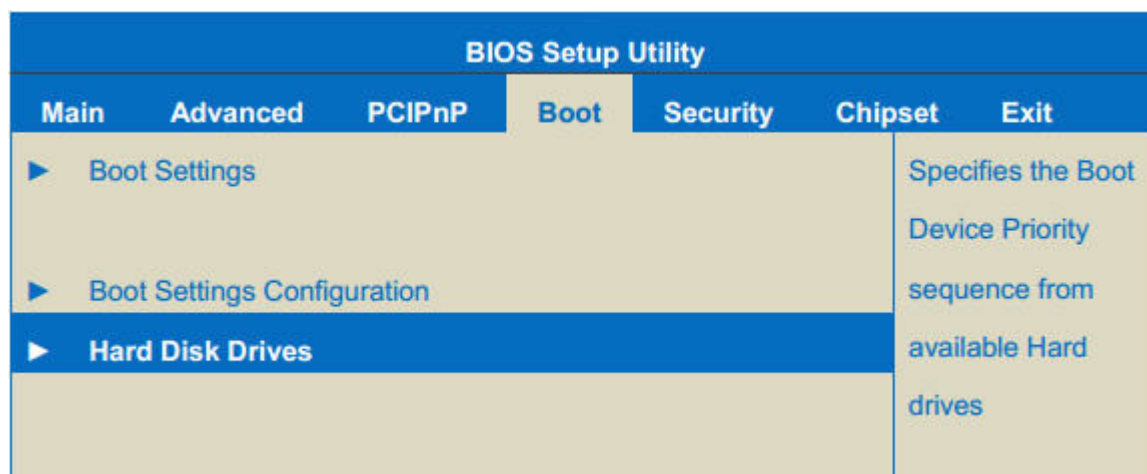 BIOS Setup Utility
Main Advanced PCIPnP Boot Security Chipset Exit
Boot Settings
Boot Settings Configuration
Hard Disk Drives
Specifies the Boot
Device Priority
sequence from
available Hard
drives